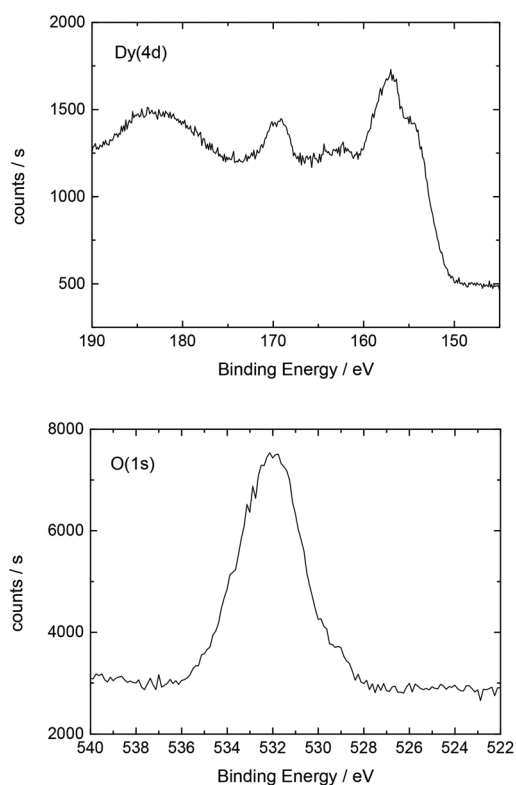 2000
Dy(4d)
1500
1000
500
counts / s
190 180 170 160 150
Binding Energy / eV
8000
O(1s)
6000
4000
2000
counts / s
540 538 536 534 532 530 528 526 524 522
Binding Energy / eV